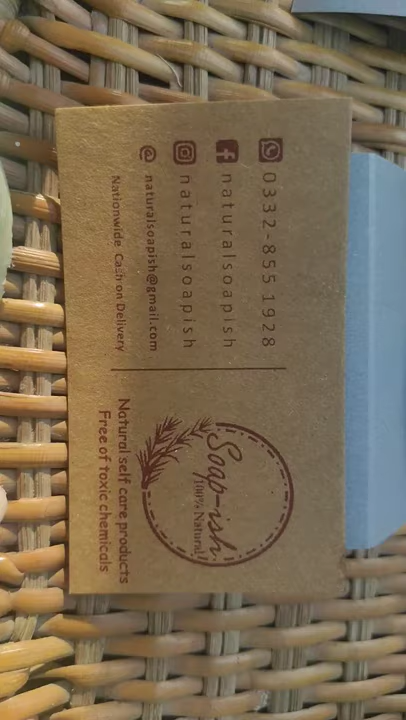 0332-8551928
naturalsoapish
naturalsoapish
@ naturalsoapish@gmail.com
Nationwide Cash on Delivery
Soap-ish
100% Natural
Natural self care products
Free of toxic chemicals